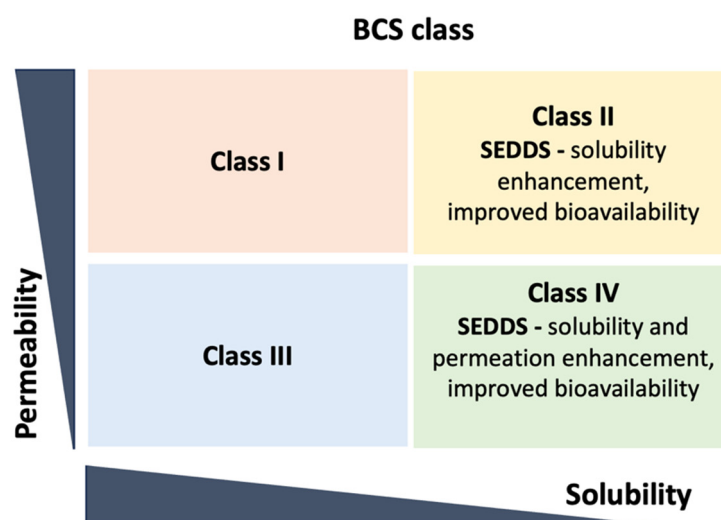 BCS class
Class I
Class II
SEDDS - solubility
enhancement,
improved bioavailability
Permeability
Class III
Class IV
SEDDS - solubility and
permeation enhancement,
improved bioavailability
Solubility